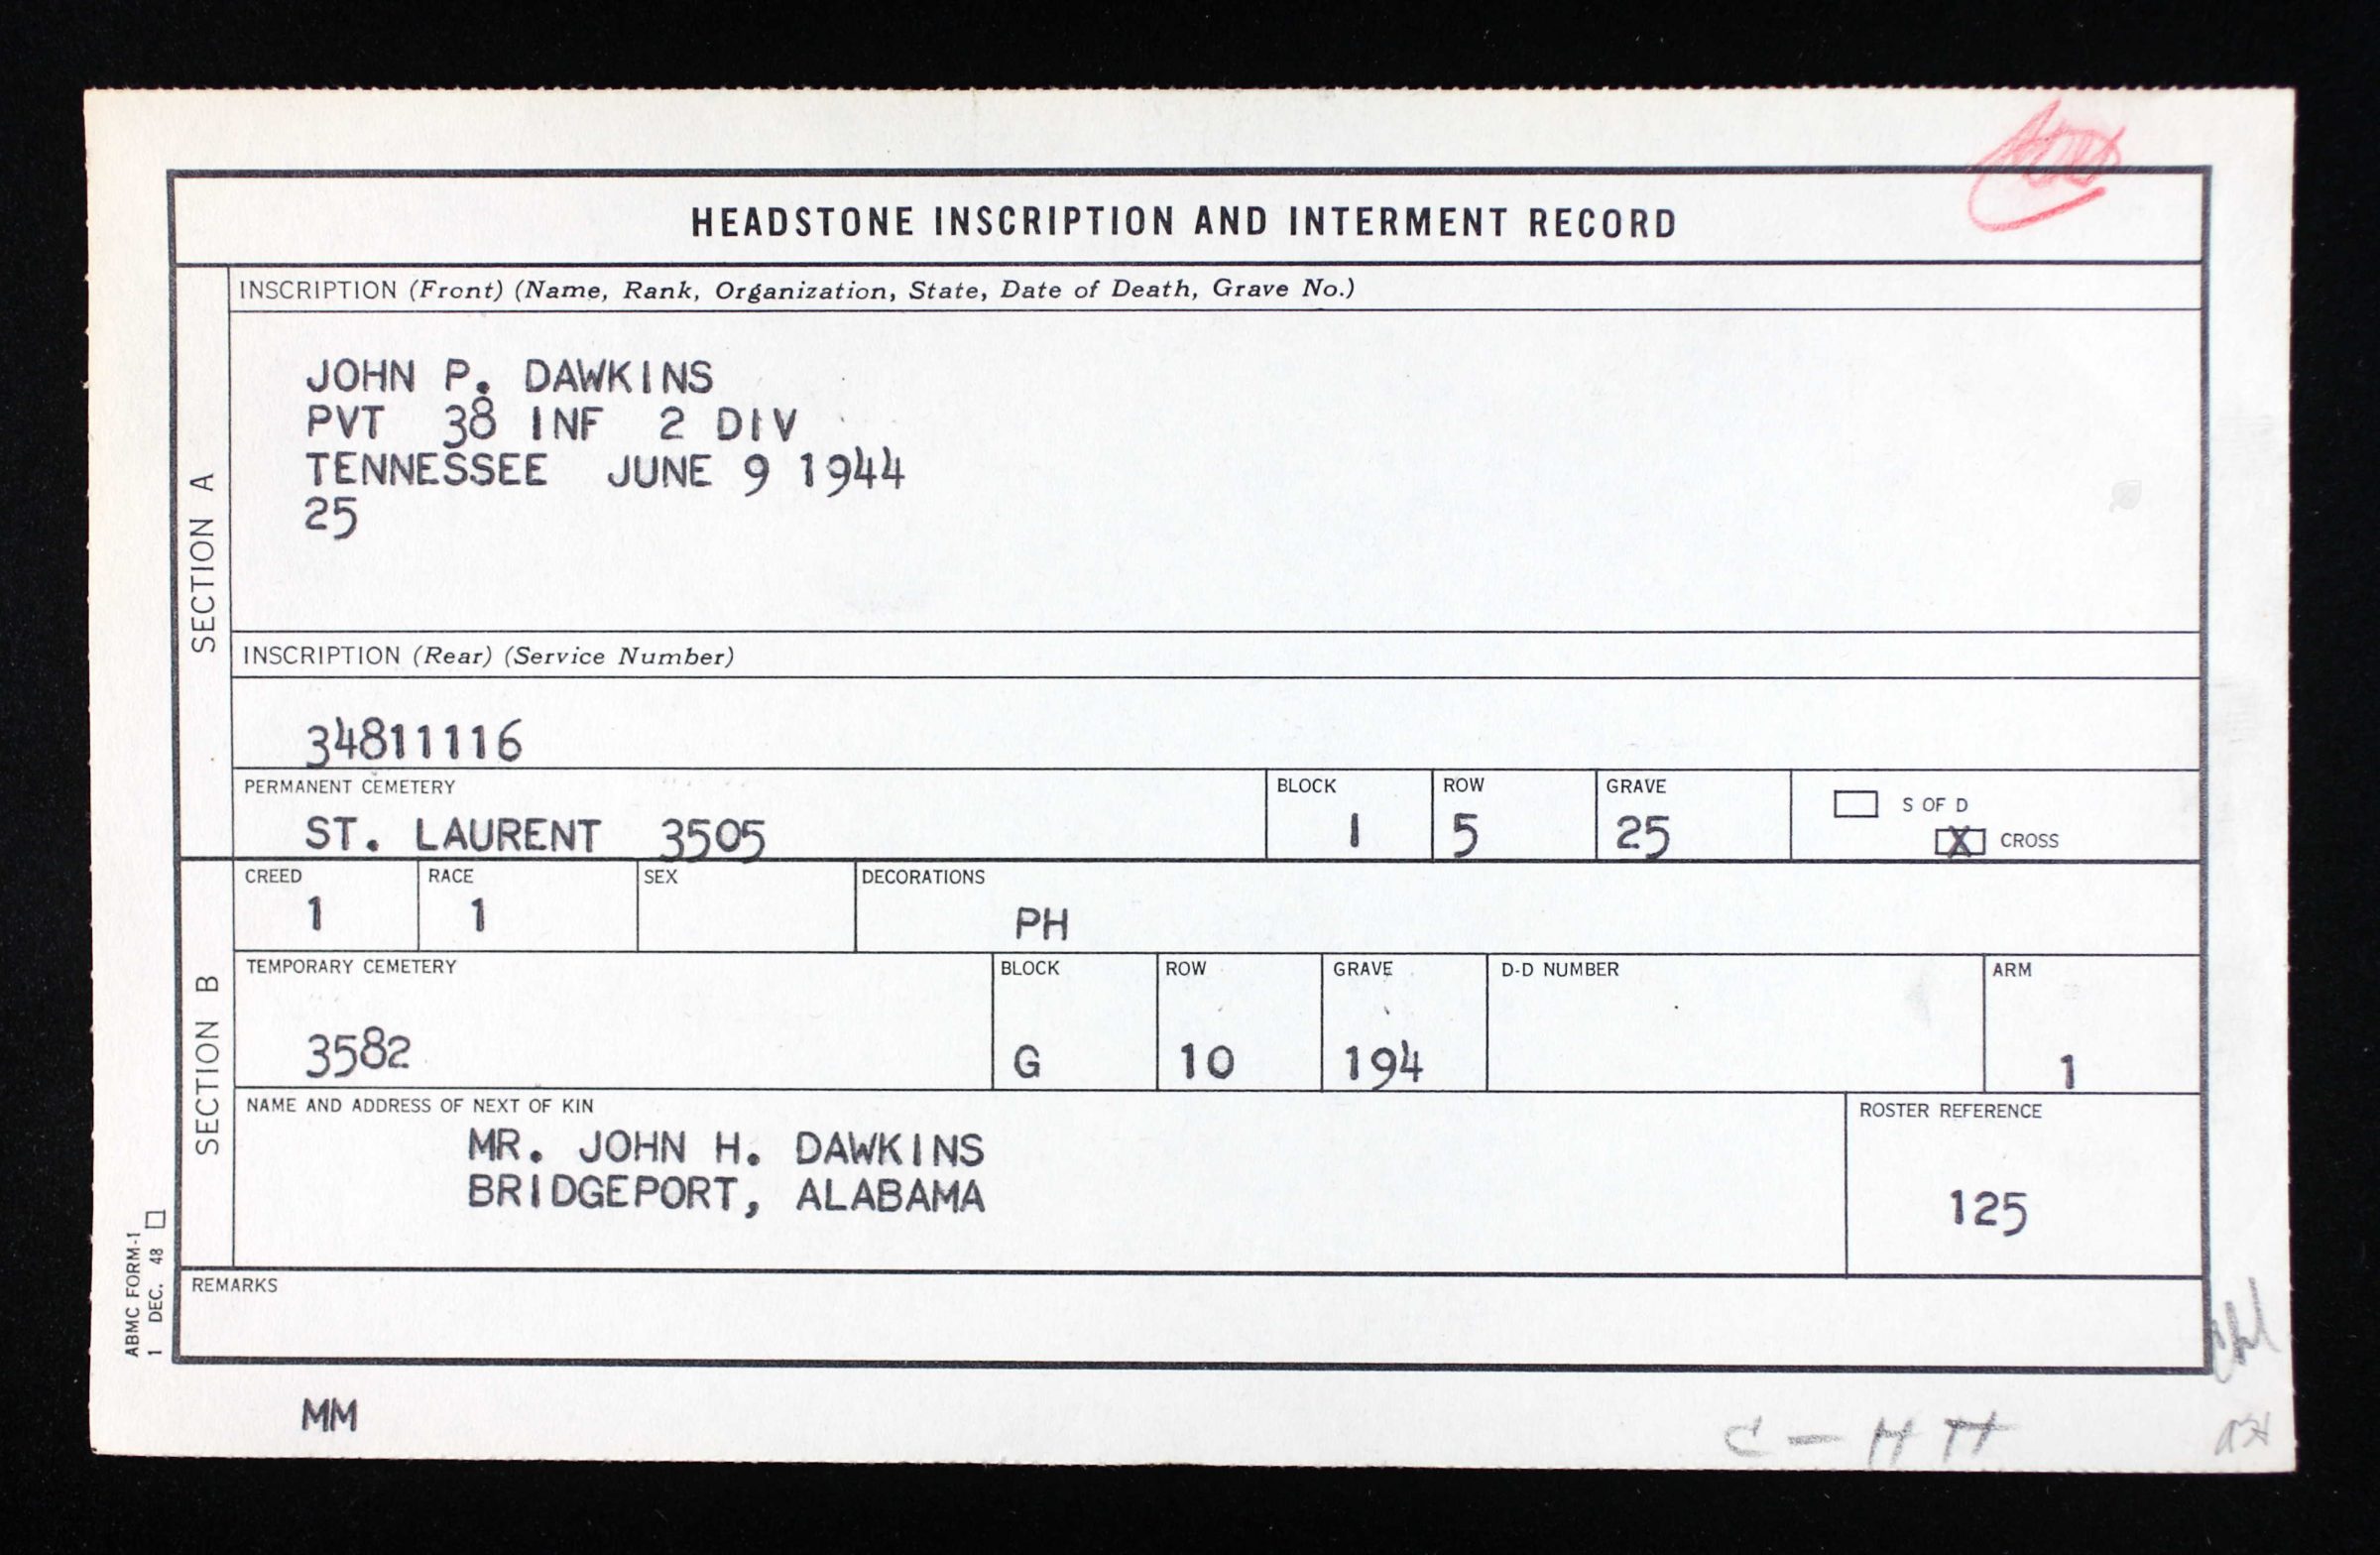 HEADSTONE INSCRIPTION AND INTERMENT RECORD
SECTION A
INSCRIPTION (Front) (Name, Rank, Organization, State, Date of Death, Grave No.)
JOHN P. DAWKINS
PVT 38 INF 2 DIV
TENNESSEE JUNE 9 1944
25
INSCRIPTION (Rear) (Service Number)
34811116
PERMANENT CEMETERY BLOCK ROW GRAVE
ST. LAURENT 3505 1 5 25
S OF D
X CROSS
SECTION B
CREED RACE SEX DECORATIONS
1 1 PH
TEMPORARY CEMETERY BLOCK ROW GRAVE D-D NUMBER ARM
3582 G 10 194 1
NAME AND ADDRESS OF NEXT OF KIN ROSTER REFERENCE
MR. JOHN H. DAWKINS
BRIDGEPORT, ALABAMA
125
REMARKS
ABMC FORM-1
1 DEC. 48
MM
C - H H